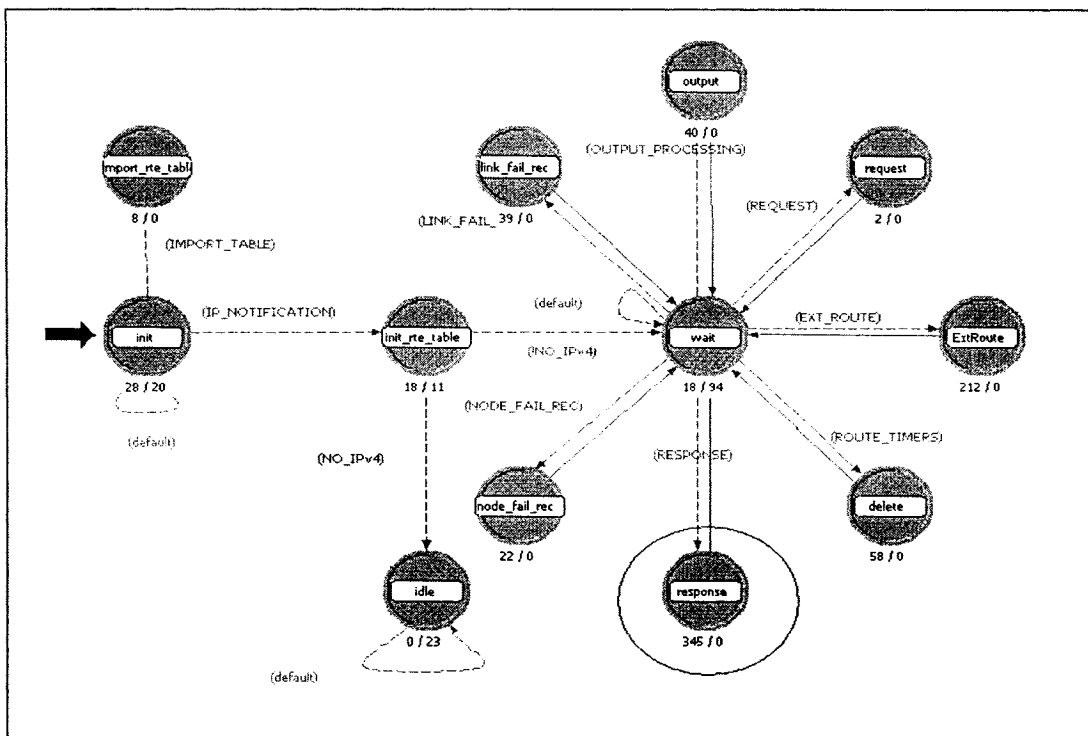 output
40 / 0
(OUTPUT_PROCESSING)
import_rte_tabl
8 / 0
(IMPORT_TABLE)
link_fail_rec
39 / 0
(LINK_FAIL_
request
2 / 0
(REQUEST)
init
28 / 20
(default)
(IP_NOTIFICATION)
init_rte_table
18 / 11
(default)
(!NO_IPv4)
wait
18 / 94
(EXT_ROUTE)
ExtRoute
212 / 0
(NODE_FAIL_REC)
(RESPONSE)
(ROUTE_TIMERS)
(NO_IPv4)
node_fail_rec
22 / 0
delete
58 / 0
idle
0 / 23
(default)
response
345 / 0